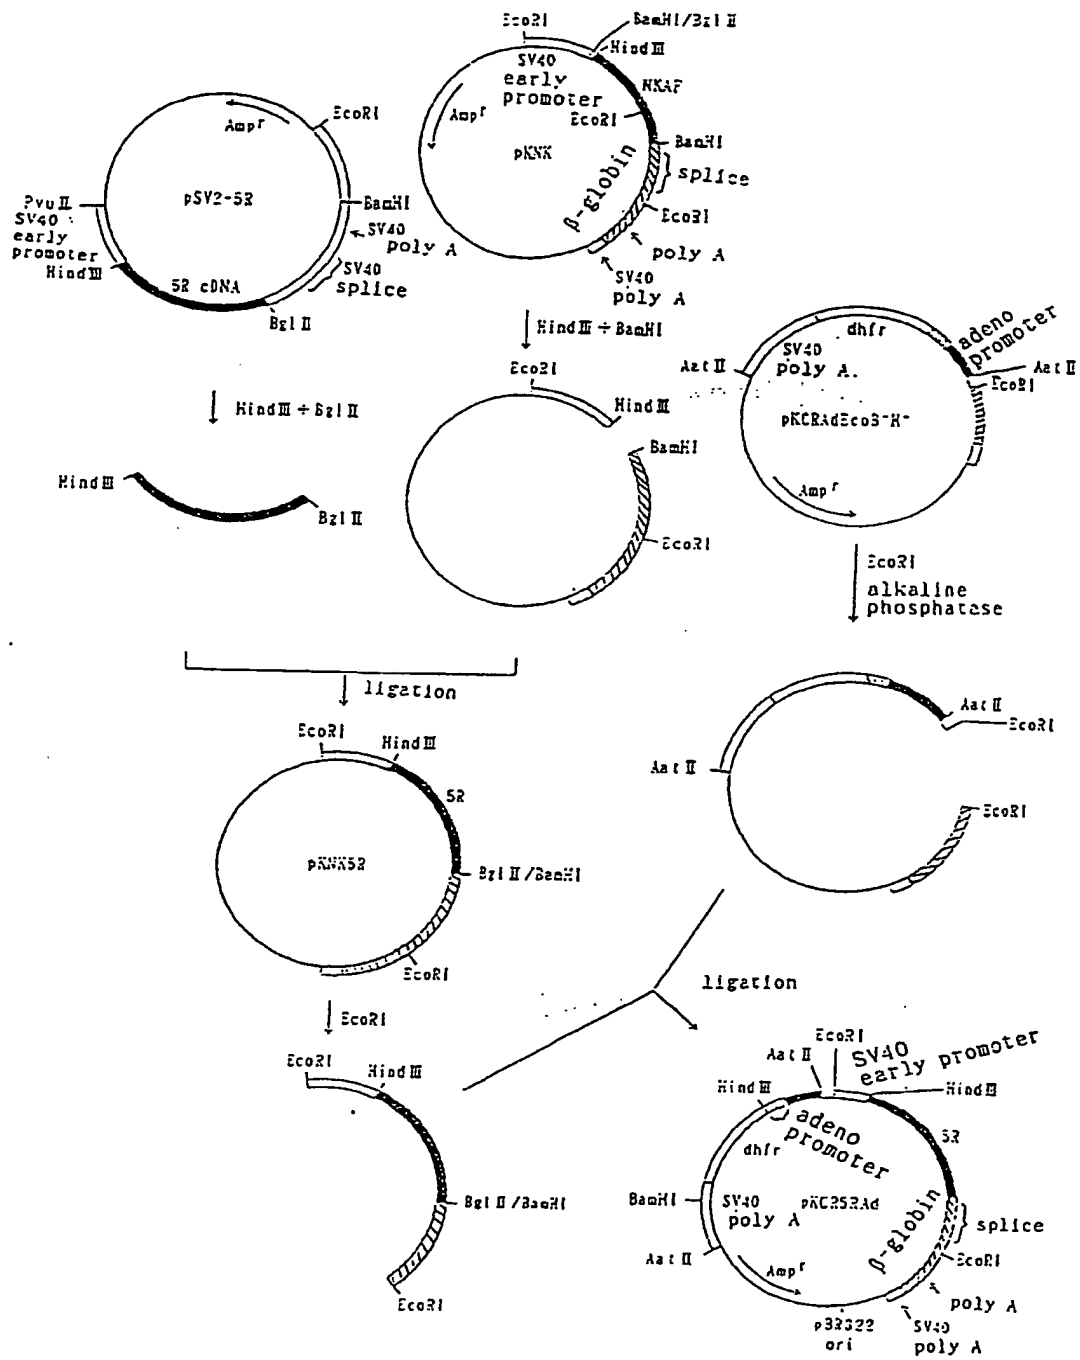 EcoRI
BamHI/BglII
HindIII
SV40
early
promoter
NKAF
EcoRI
BamHI
Amp r
pKNK
β-globin
splice
EcoRI
poly A
SV40
poly A
Amp r
EcoRI
pSV2-5R
PvuII
SV40
early
promoter
HindIII
BamHI
SV40
poly A
SV40
splice
5R cDNA
BglII
HindIII + BamHI
HindIII + BglII
dhfr
adeno
promoter
SV40
poly A.
AatII
AatII
EcoRI
pKCRAdEcoB⁻H⁻
Amp r
EcoRI
HindIII
BamHI
EcoRI
HindIII
BglII
EcoRI
alkaline
phosphatase
ligation
AatII
EcoRI
AatII
EcoRI
EcoRI
HindIII
5R
pKNK5R
BglII/BamHI
EcoRI
EcoRI
ligation
EcoRI
HindIII
BglII/BamHI
EcoRI
EcoRI
AatII
SV40
early promoter
HindIII
HindIII
adeno
promoter
5R
dhfr
BamHI
SV40
poly A
pKCR5RAd
β-globin
splice
AatII
EcoRI
Amp r
poly A
pBR322
ori
SV40
poly A